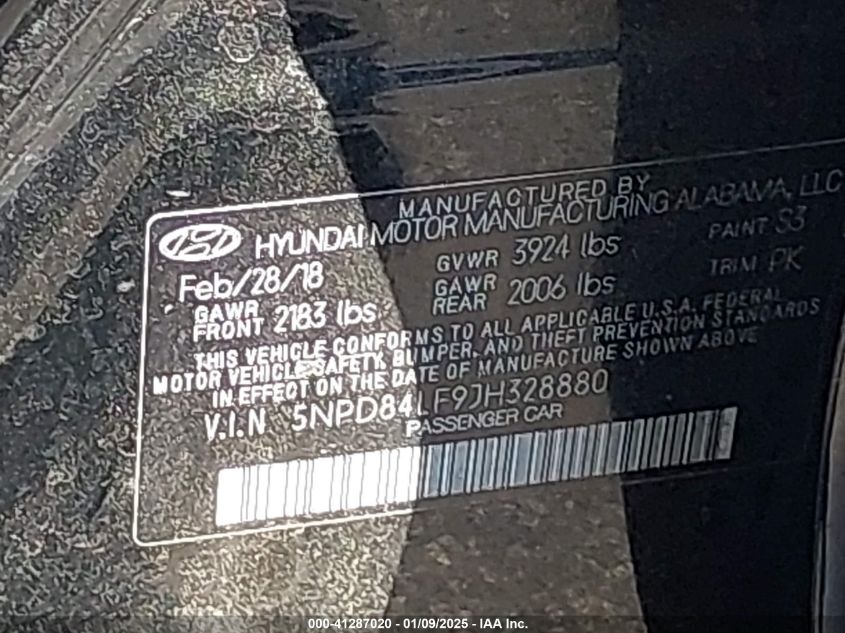 MANUFACTURED BY
HYUNDAI MOTOR MANUFACTURING ALABAMA, LLC
Feb/28/18 GVWR 3924 lbs PAINT S3
GAWR FRONT 2183 lbs GAWR REAR 2006 lbs TRIM PK
THIS VEHICLE CONFORMS TO ALL APPLICABLE U.S.A. FEDERAL
MOTOR VEHICLE SAFETY, BUMPER, AND THEFT PREVENTION STANDARDS
IN EFFECT ON THE DATE OF MANUFACTURE SHOWN ABOVE
V.I.N 5NPD84LF9JH328880
PASSENGER CAR
000-41287020 - 01/09/2025 - IAA Inc.